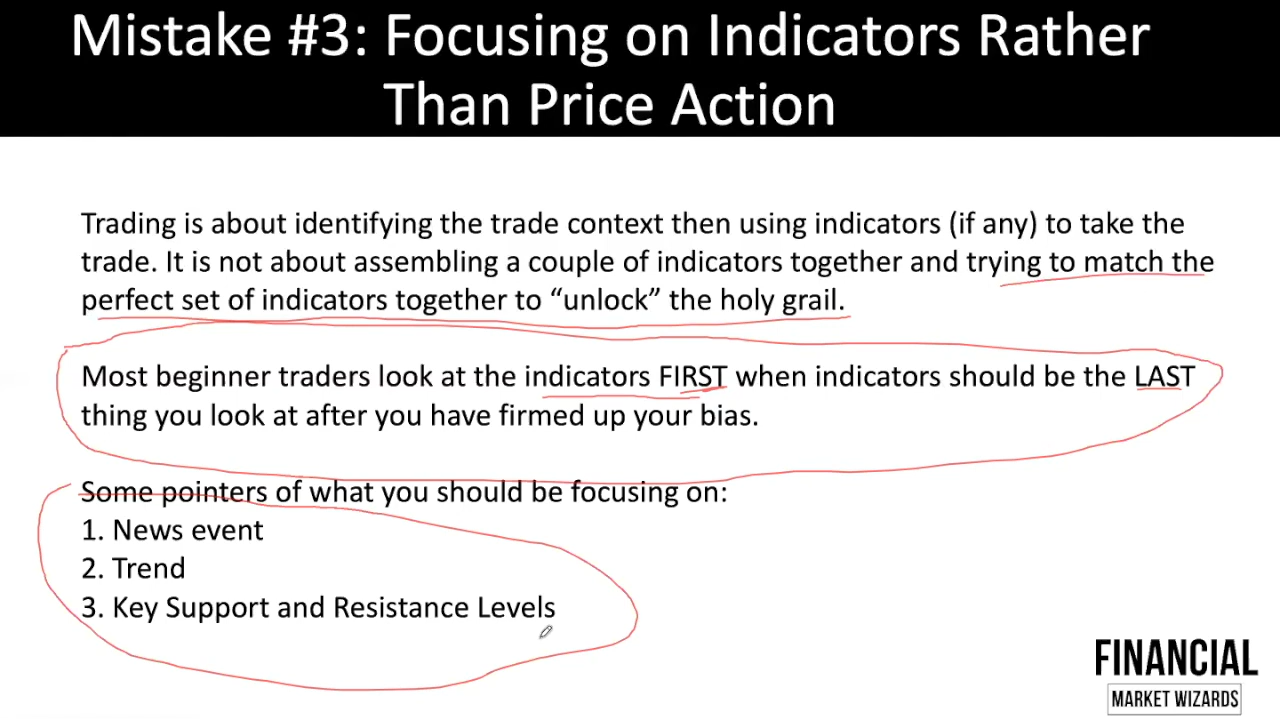 Mistake #3: Focusing on Indicators Rather
Than Price Action
Trading is about identifying the trade context then using indicators (if any) to take the
trade. It is not about assembling a couple of indicators together and trying to match the
perfect set of indicators together to “unlock” the holy grail.
Most beginner traders look at the indicators FIRST when indicators should be the LAST
thing you look at after you have firmed up your bias.
Some pointers of what you should be focusing on:
1. News event
2. Trend
3. Key Support and Resistance Levels
FINANCIAL
MARKET WIZARDS